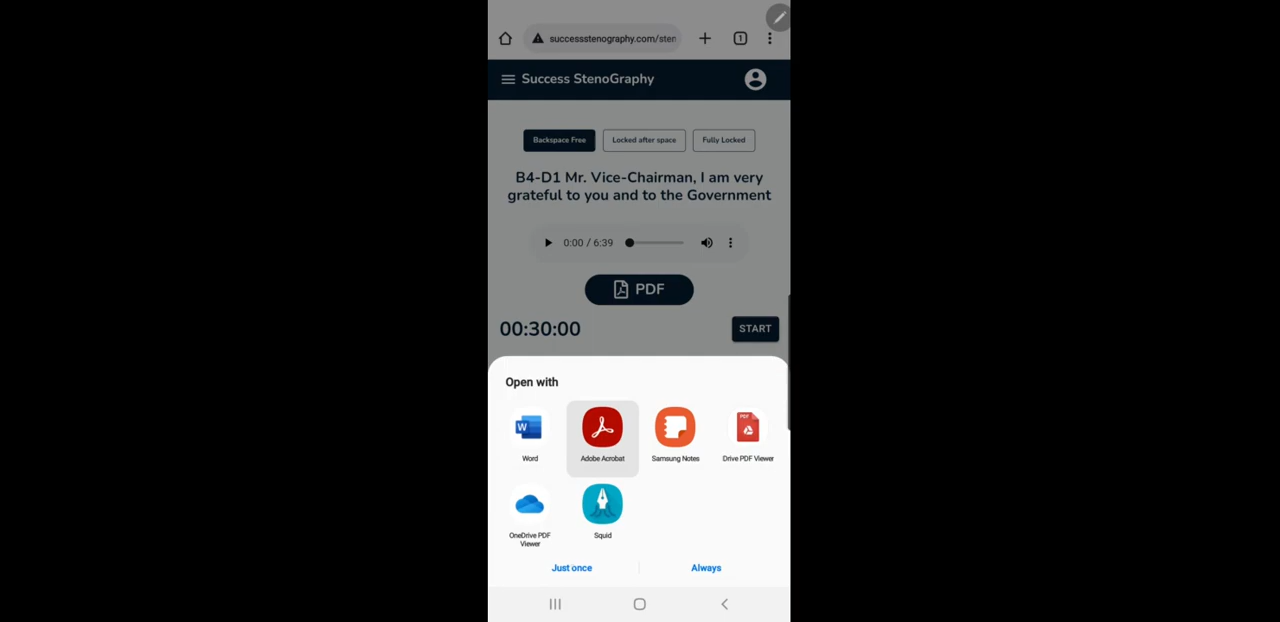 successstenography.com/sten
1
Success StenoGraphy
Backspace Free
Locked after space
Fully Locked
B4-D1 Mr. Vice-Chairman, I am very
grateful to you and to the Government
0:00 / 6:39
PDF
00:30:00
START
Open with
W
PDF
Word
Adobe Acrobat
Samsung Notes
Drive PDF Viewer
OneDrive PDF
Viewer
Squid
Just once
Always